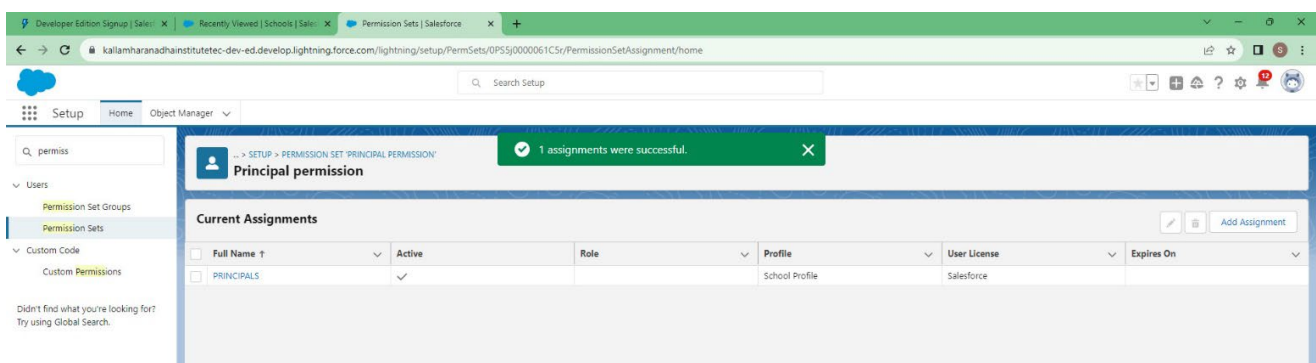 Developer Edition Signup | Salesf
Recently Viewed | Schools | Sales
Permission Sets | Salesforce
kallamharanadhainstitutetec-dev-ed.develop.lightning.force.com/lightning/setup/PermSets/0PS5j0000061C5r/PermissionSetAssignment/home
S
Search Setup
12
Setup
Home
Object Manager
permiss
Users
Permission Set Groups
Permission Sets
Custom Code
Custom Permissions
Didn't find what you're looking for?
Try using Global Search.
... > SETUP > PERMISSION SET 'PRINCIPAL PERMISSION'
Principal permission
1 assignments were successful.
Current Assignments
Add Assignment
Full Name ↑ Active Role Profile User License Expires On
PRINCIPALS School Profile Salesforce